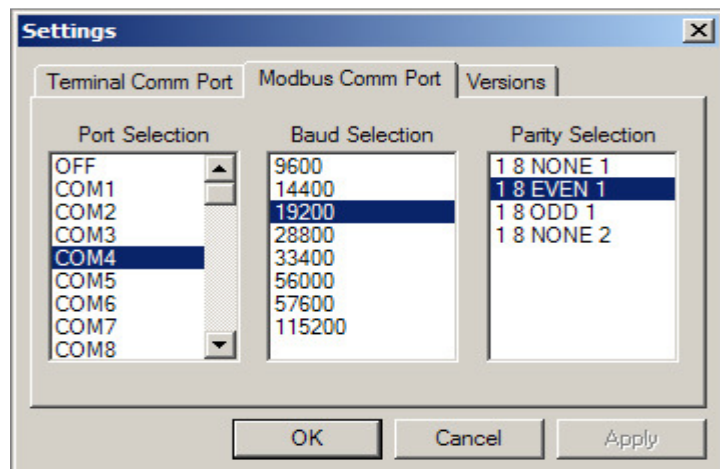 Settings
Terminal Comm Port
Modbus Comm Port
Versions
Port Selection
OFF
COM1
COM2
COM3
COM4
COM5
COM6
COM7
COM8
Baud Selection
9600
14400
19200
28800
33400
56000
57600
115200
Parity Selection
1 8 NONE 1
1 8 EVEN 1
1 8 ODD 1
1 8 NONE 2
OK
Cancel
Apply